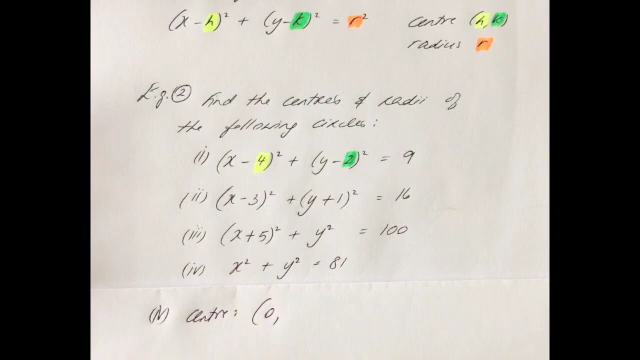 (x-h)² + (y-k)² = r² centre (h,k)
radius r
E.g. ② Find the centres & radii of
the following circles:
(i) (x-4)² + (y-2)² = 9
(ii) (x-3)² + (y+1)² = 16
(iii) (x+5)² + y² = 100
(iv) x² + y² = 81
(iv) centre: (0,